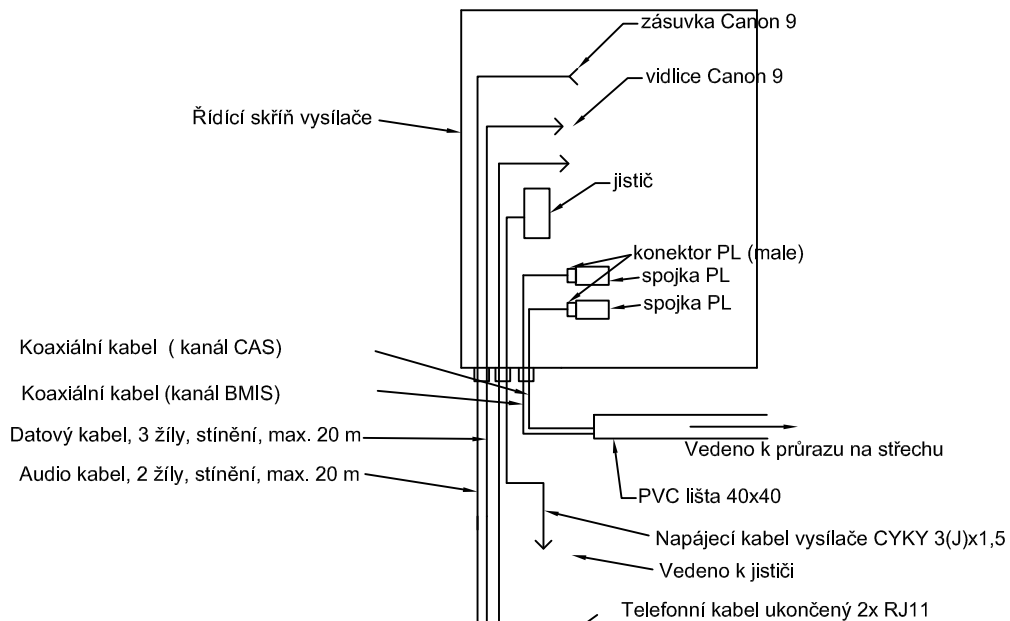 zásuvka Canon 9
vidlice Canon 9
Řídící skříň vysílače
jistič
konektor PL (male)
spojka PL
spojka PL
Koaxiální kabel ( kanál CAS)
Koaxiální kabel (kanál BMIS)
Datový kabel, 3 žíly, stínění, max. 20 m
Vedeno k průrazu na střechu
Audio kabel, 2 žíly, stínění, max. 20 m
PVC lišta 40x40
Napájecí kabel vysílače CYKY 3(J)x1,5
Vedeno k jističi
Telefonní kabel ukončený 2x RJ11